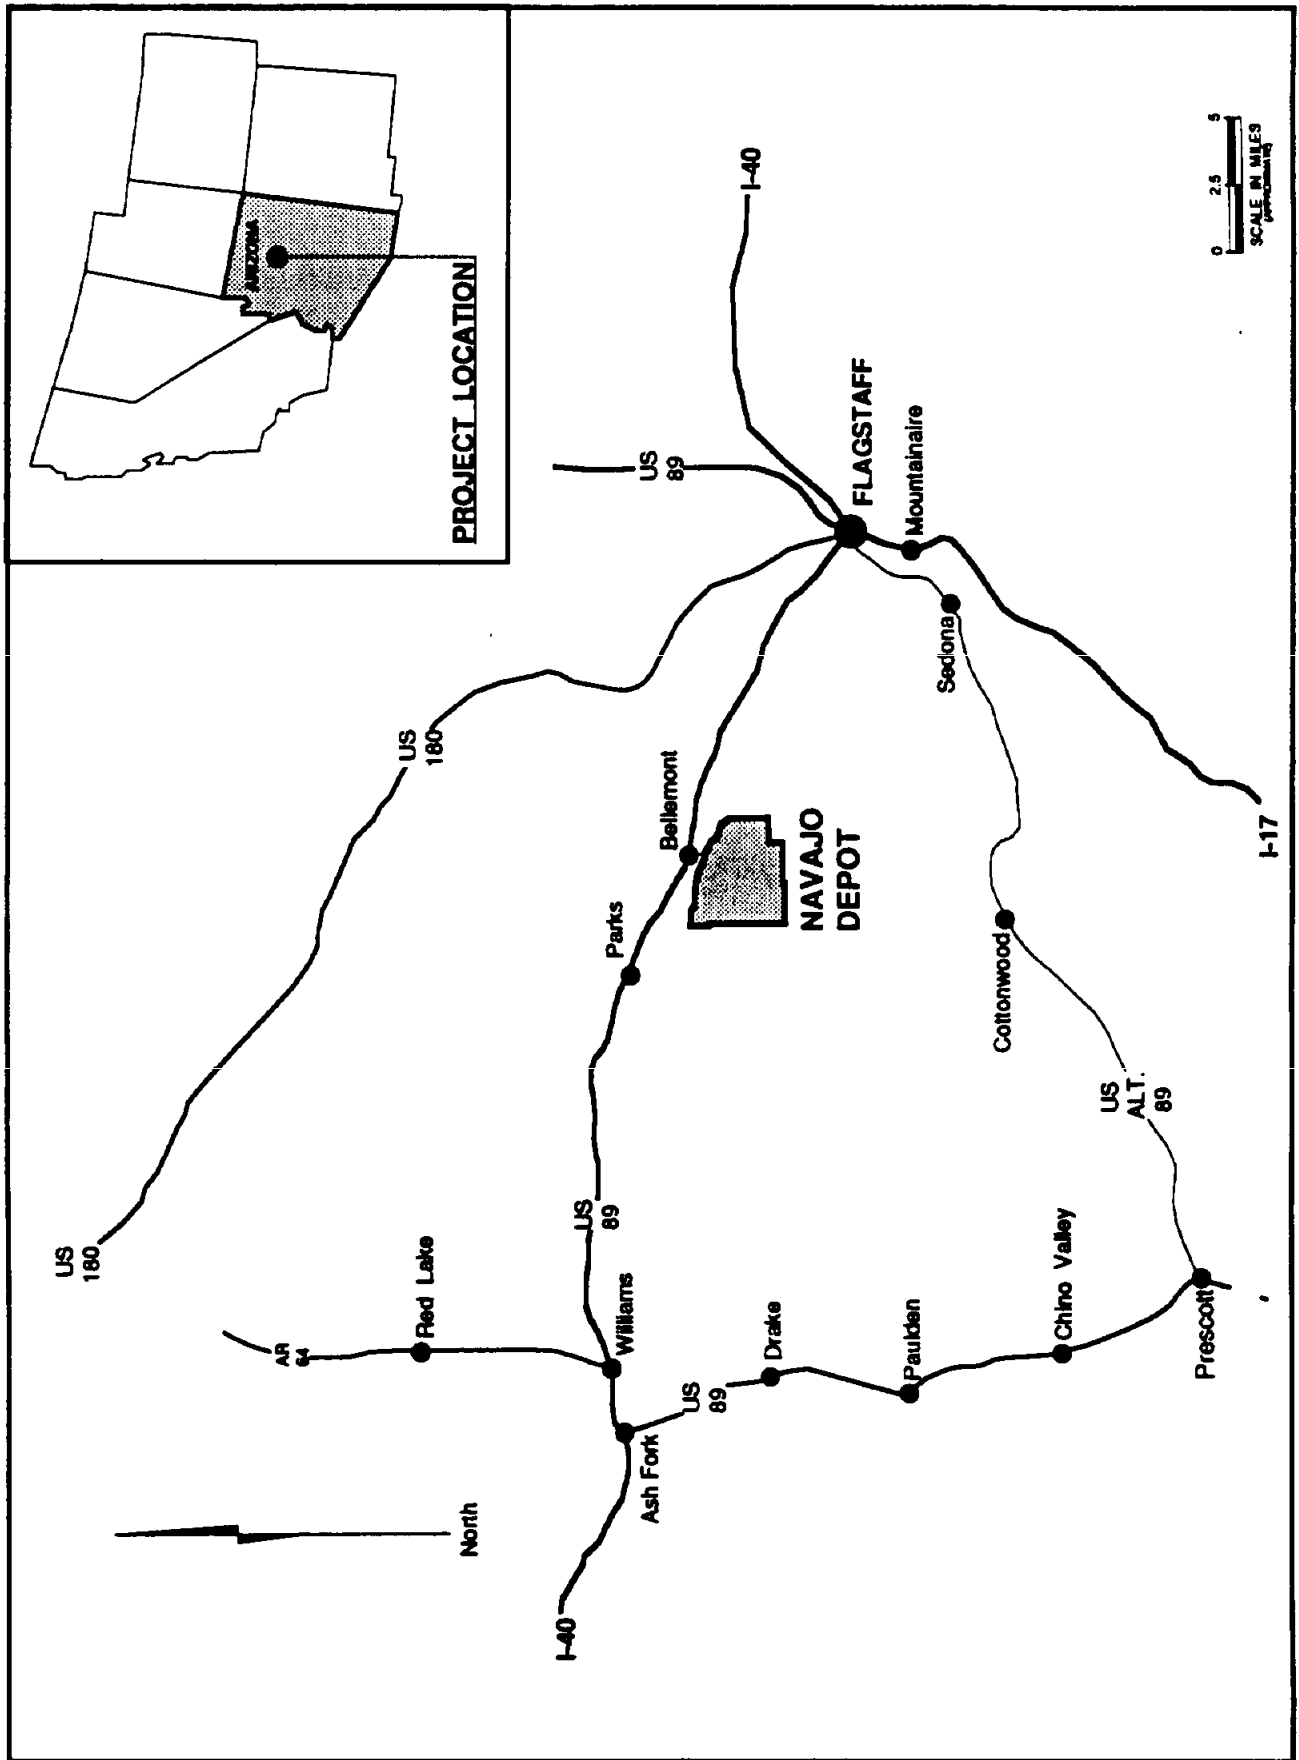 ARIZONA
PROJECT LOCATION
US
180
US
180
AR
64
Red Lake
Williams
US
89
Parks
Bellemont
US
89
I-40
FLAGSTAFF
Mountainaire
Sedona
NAVAJO
DEPOT
I-40
Ash Fork
US
89
Drake
Paulden
Chino Valley
Prescott
US
ALT.
89
Cottonwood
I-17
North
0 2.5 5
SCALE IN MILES
(APPROXIMATE)